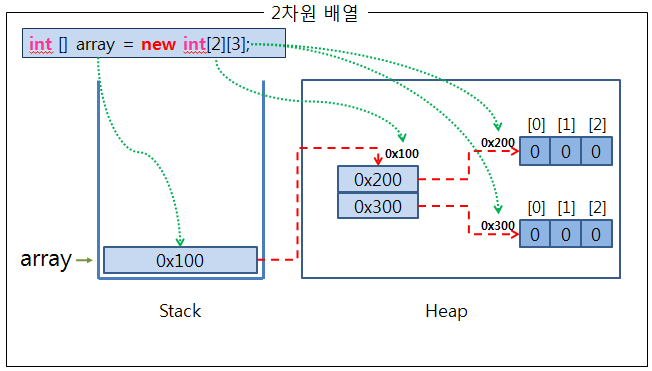 2차원 배열
int [] array = new int[2][3];
[0] [1] [2]
0x200
0 0 0
0x100
0x200
0x300
[0] [1] [2]
0x300
0 0 0
array
0x100
Stack
Heap